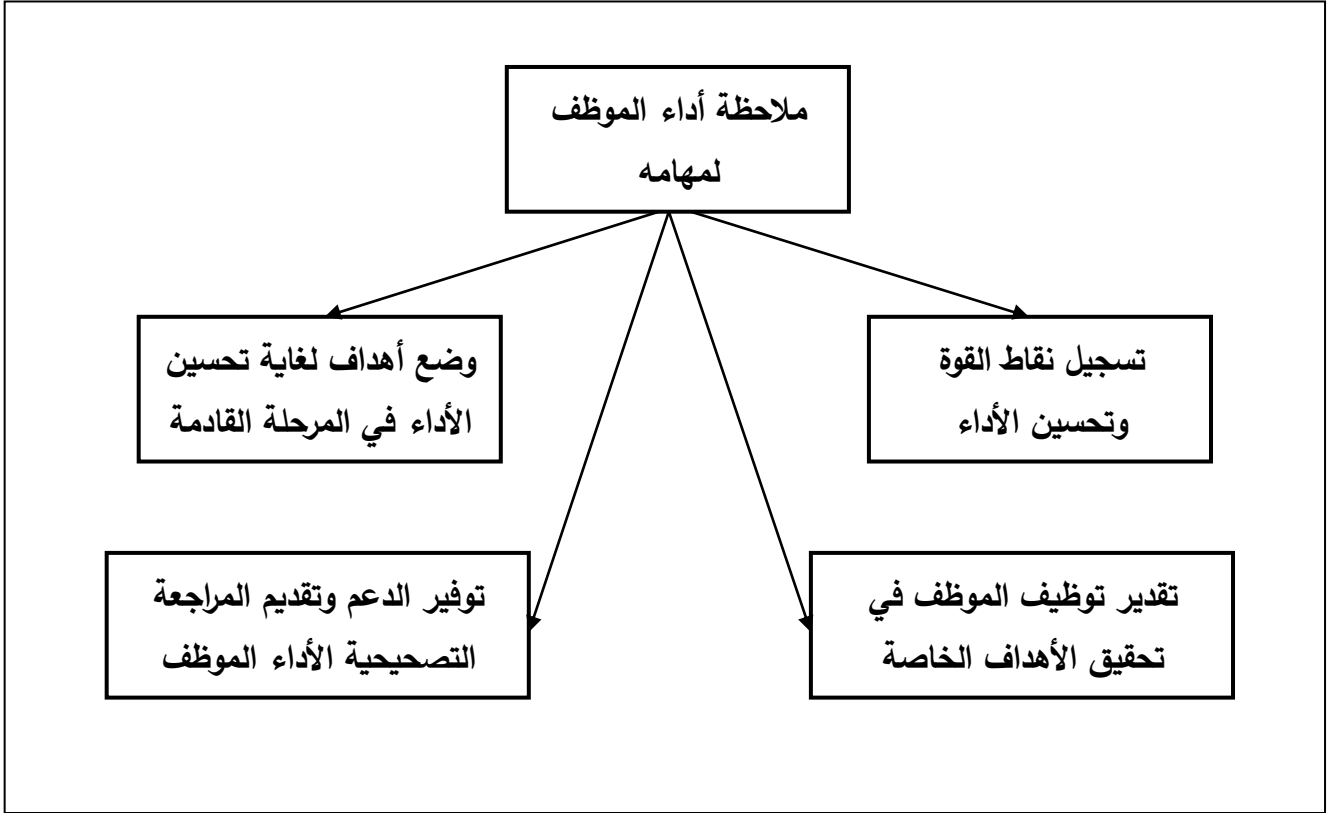 ملاحظة أداء الموظف
لمهامه
تسجيل نقاط القوة
وتحسين الأداء
وضع أهداف لغاية تحسين
الأداء في المرحلة القادمة
تقدير توظيف الموظف في
تحقيق الأهداف الخاصة
توفير الدعم وتقديم المراجعة
التصحيحية الأداء الموظف